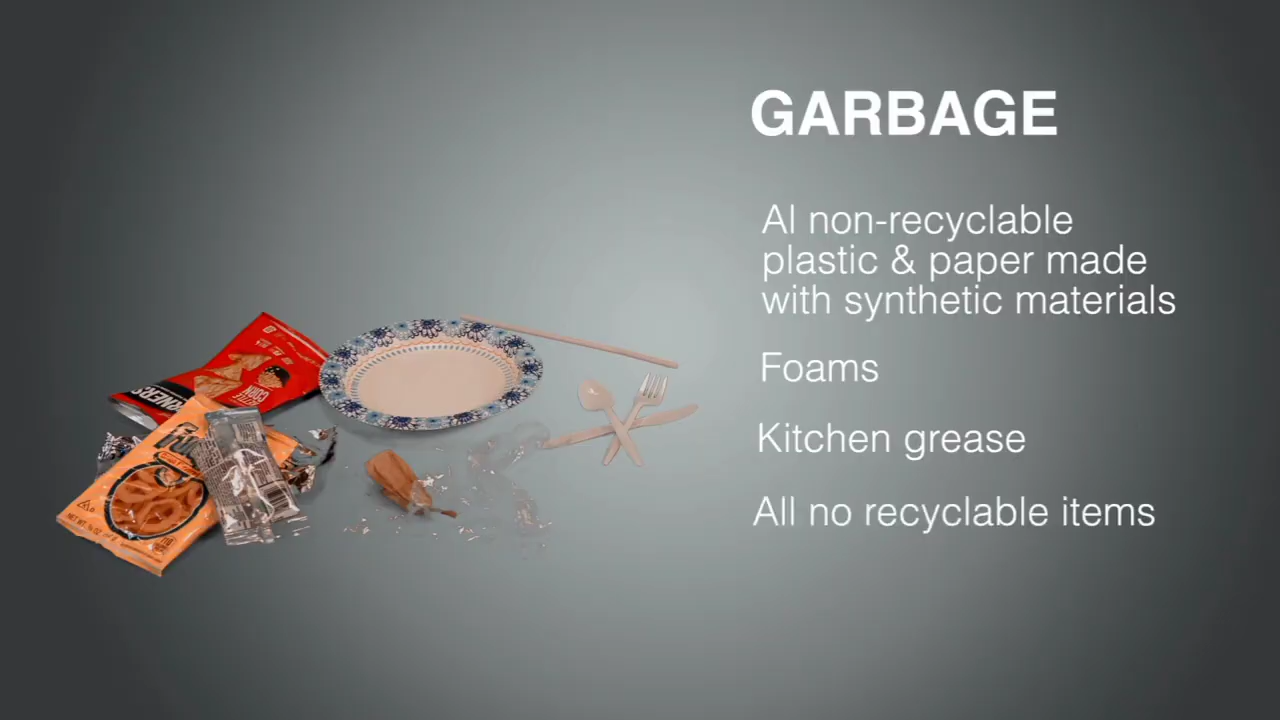 GARBAGE
Al non-recyclable
plastic & paper made
with synthetic materials
Foams
Kitchen grease
All no recyclable items